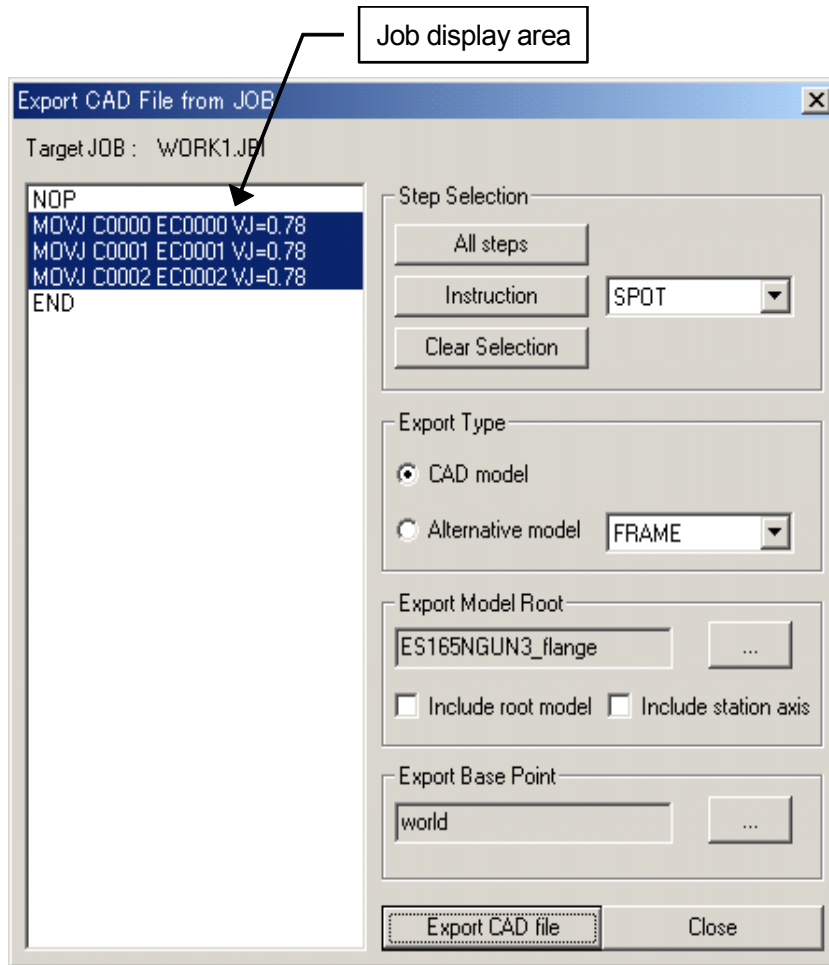 Job display area
Export CAD File from JOB
Target JOB : WORK1.JBI
NOP
MOVJ C0000 EC0000 VJ=0.78
MOVJ C0001 EC0001 VJ=0.78
MOVJ C0002 EC0002 VJ=0.78
END
Step Selection
All steps
Instruction
SPOT
Clear Selection
Export Type
CAD model
Alternative model
FRAME
Export Model Root
ES165NGUN3_flange
...
Include root model
Include station axis
Export Base Point
world
...
Export CAD file
Close